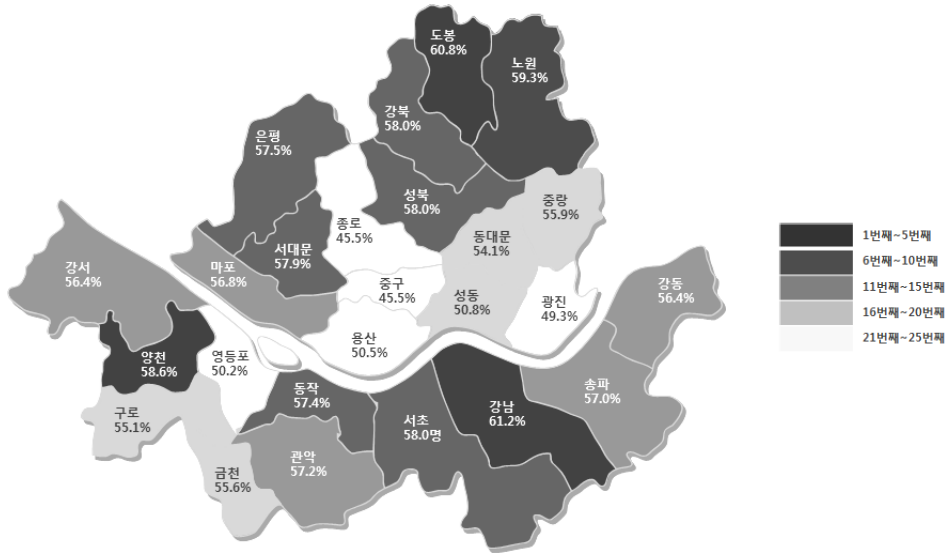 도봉
60.8%
노원
59.3%
강북
58.0%
은평
57.5%
성북
58.0%
중랑
55.9%
종로
45.5%
동대문
54.1%
서대문
57.9%
마포
56.8%
강서
56.4%
중구
45.5%
성동
50.8%
광진
49.3%
강동
56.4%
용산
50.5%
양천
58.6%
영등포
50.2%
동작
57.4%
서초
58.0명
강남
61.2%
송파
57.0%
구로
55.1%
관악
57.2%
금천
55.6%
1번째~5번째
6번째~10번째
11번째~15번째
16번째~20번째
21번째~25번째